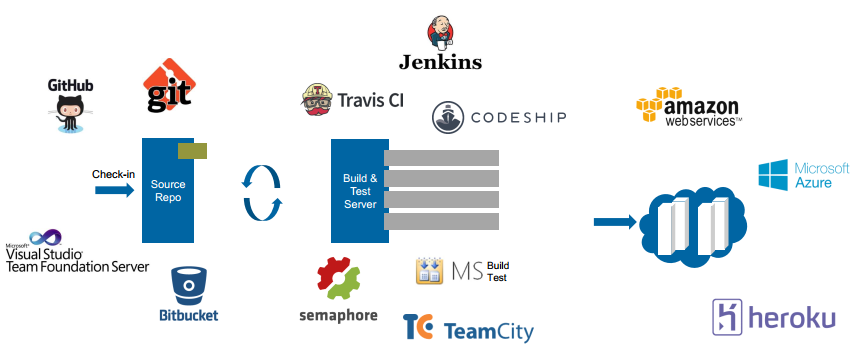 Jenkins
GitHub
git
Travis CI
CODESHIP
amazon
webservices™
Check-in
Source
Repo
Build &
Test
Server
Microsoft
Azure
Microsoft®
Visual Studio®
Team Foundation Server
Bitbucket
semaphore
MS Build
Test
TC TeamCity
heroku